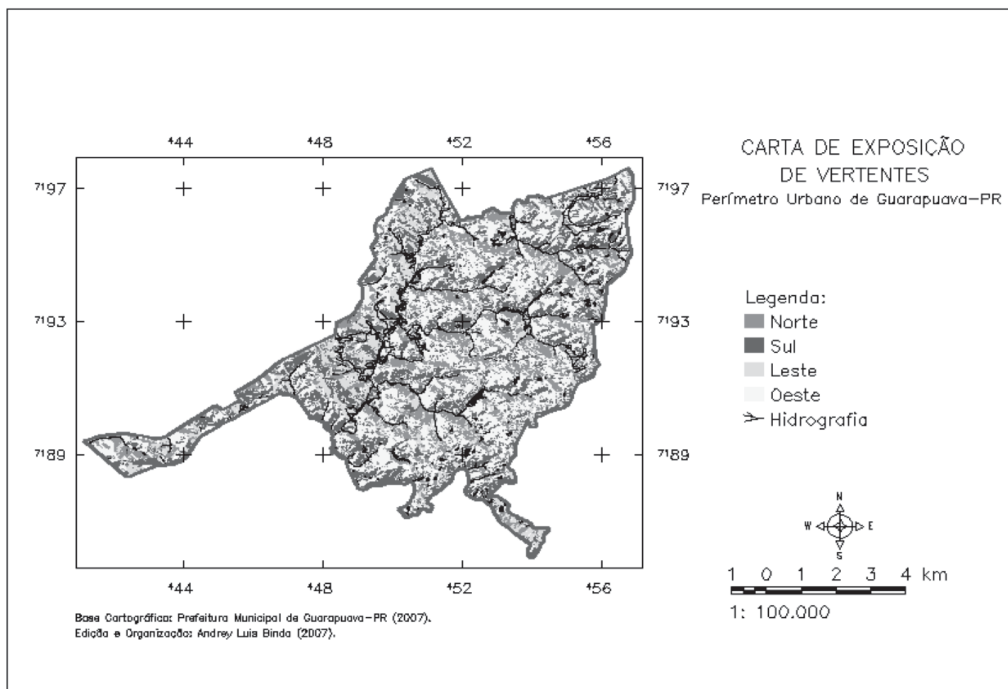 ⁴44 ⁴48 ⁴52 ⁴56
7197 7197
7193 7193
7189 7189
⁴44 ⁴48 ⁴52 ⁴56
CARTA DE EXPOSIÇÃO
DE VERTENTES
Perímetro Urbano de Guarapuava-PR
Legenda:
Norte
Sul
Leste
Oeste
Hidrografia
N
W E
S
1 0 1 2 3 4 km
1: 100.000
Base Cartográfica: Prefeitura Municipal de Guarapuava-PR (2007).
Edição e Organização: Andrey Luis Binda (2007).